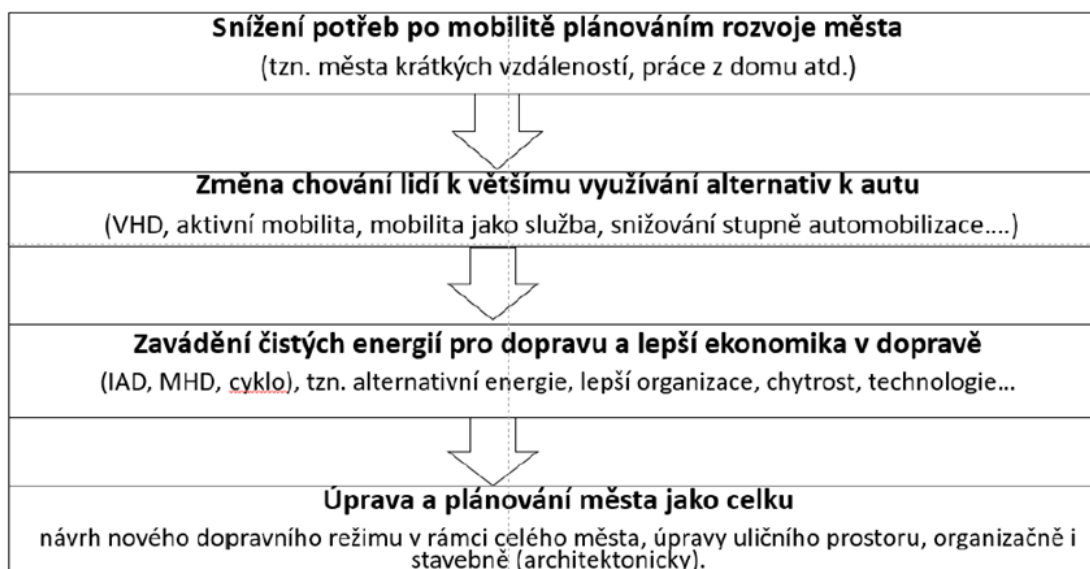 Snížení potřeb po mobilitě plánováním rozvoje města
(tzn. města krátkých vzdáleností, práce z domu atd.)
Změna chování lidí k většímu využívání alternativ k autu
(VHD, aktivní mobilita, mobilita jako služba, snižování stupně automobilizace....)
Zavádění čistých energií pro dopravu a lepší ekonomika v dopravě
(IAD, MHD, cyklo), tzn. alternativní energie, lepší organizace, chytrost, technologie...
Úprava a plánování města jako celku
návrh nového dopravního režimu v rámci celého města, úpravy uličního prostoru, organizačně i
stavebně (architektonicky).